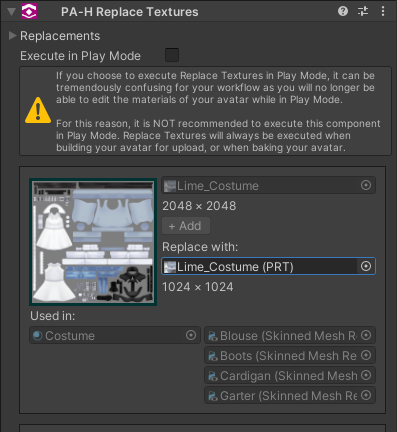 PA-H Replace Textures
Replacements
Execute in Play Mode
If you choose to execute Replace Textures in Play Mode, it can be
tremendously confusing for your workflow as you will no longer be
able to edit the materials of your avatar while in Play Mode.
For this reason, it is NOT recommended to execute this component
in Play Mode. Replace Textures will always be executed when
building your avatar for upload, or when baking your avatar.
Lime_Costume
2048 × 2048
+ Add
Replace with:
Lime_Costume (PRT)
1024 × 1024
Used in:
Costume
Blouse (Skinned Mesh R
Boots (Skinned Mesh Re
Cardigan (Skinned Mesh
Garter (Skinned Mesh Re